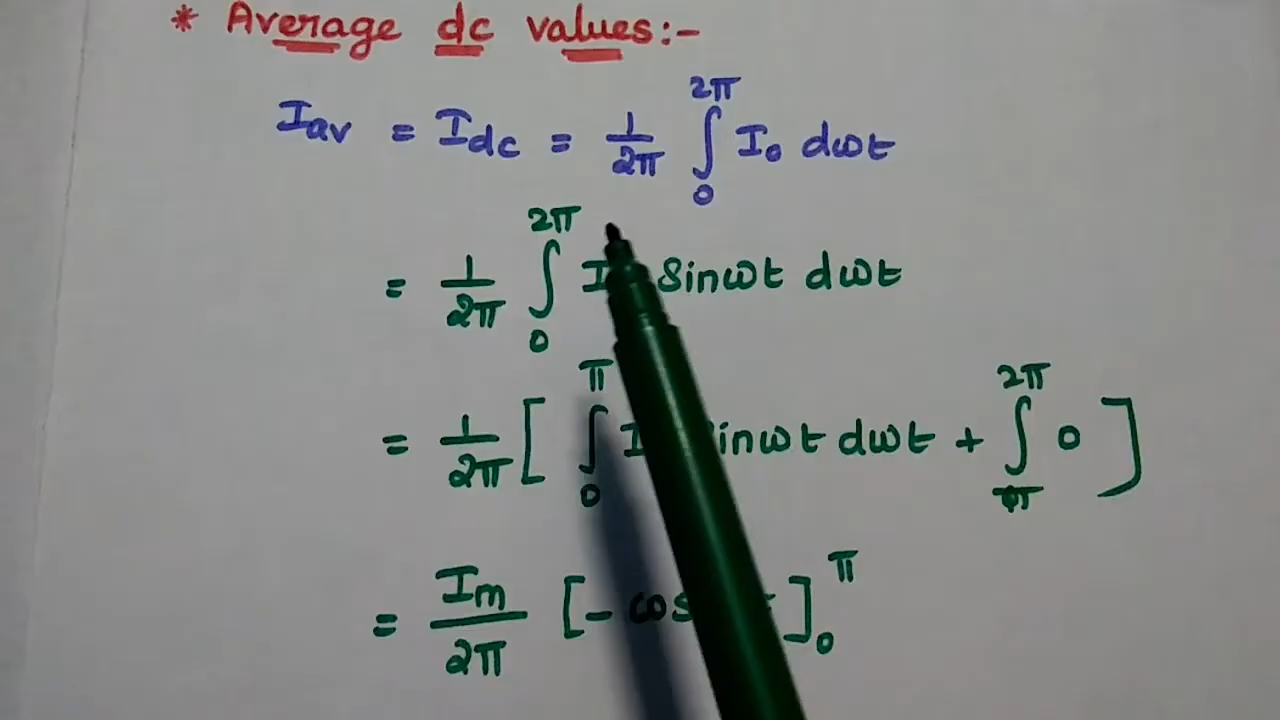 * Average dc values:-
Iav = Idc = 1/2π ∫₀^2π I₀ dωt
= 1/2π ∫₀^2π I Sinωt dωt
= 1/2π [ ∫₀^π I inωt dωt + ∫π^2π 0 ]
= Im/2π [- cos ]₀^π